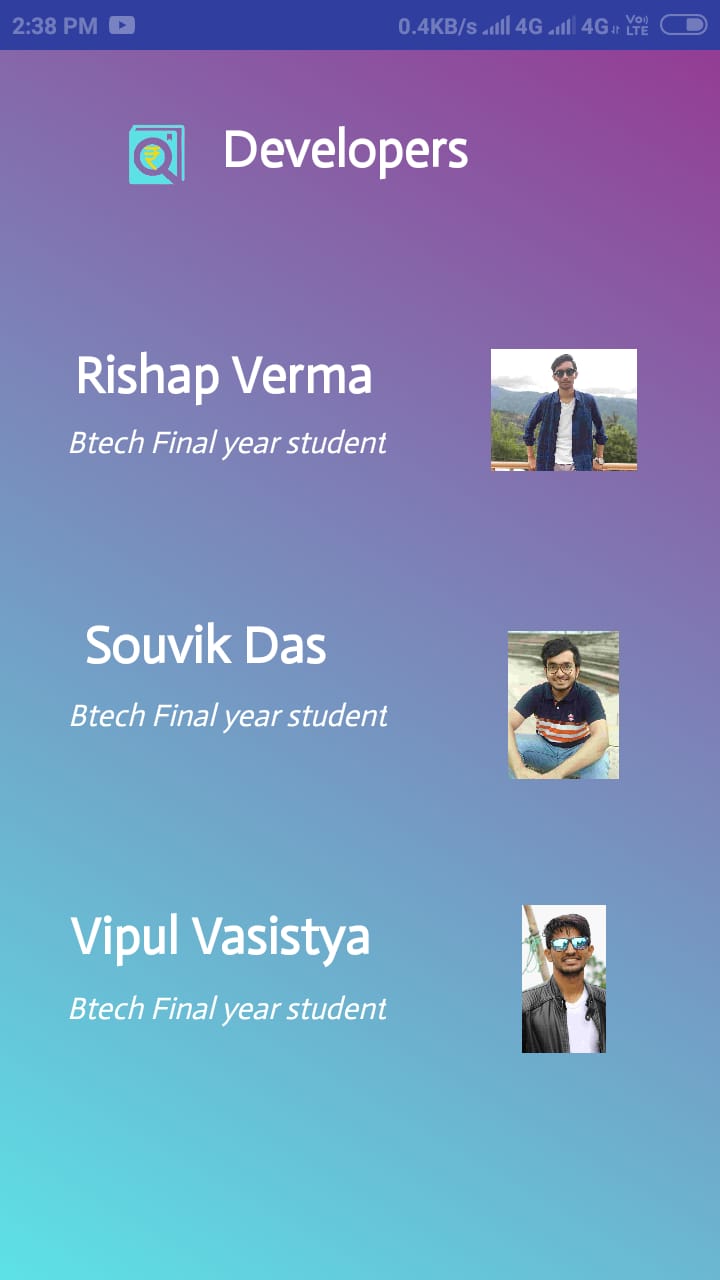 2:38 PM 0.4KB/s 4G 4G Vo) LTE
Developers
Rishap Verma
Btech Final year student
Souvik Das
Btech Final year student
Vipul Vasistya
Btech Final year student